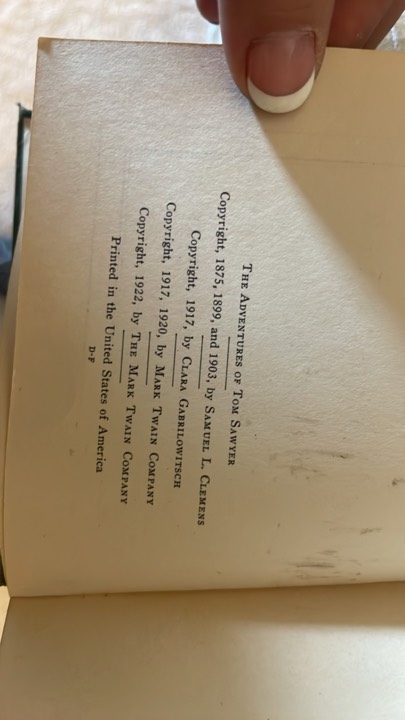 THE ADVENTURES OF TOM SAWYER
Copyright, 1875, 1899, and 1903, by SAMUEL L. CLEMENS
Copyright, 1917, by CLARA GABRILOWITSCH
Copyright, 1917, 1920, by MARK TWAIN COMPANY
Copyright, 1922, by THE MARK TWAIN COMPANY
Printed in the United States of America
D-F